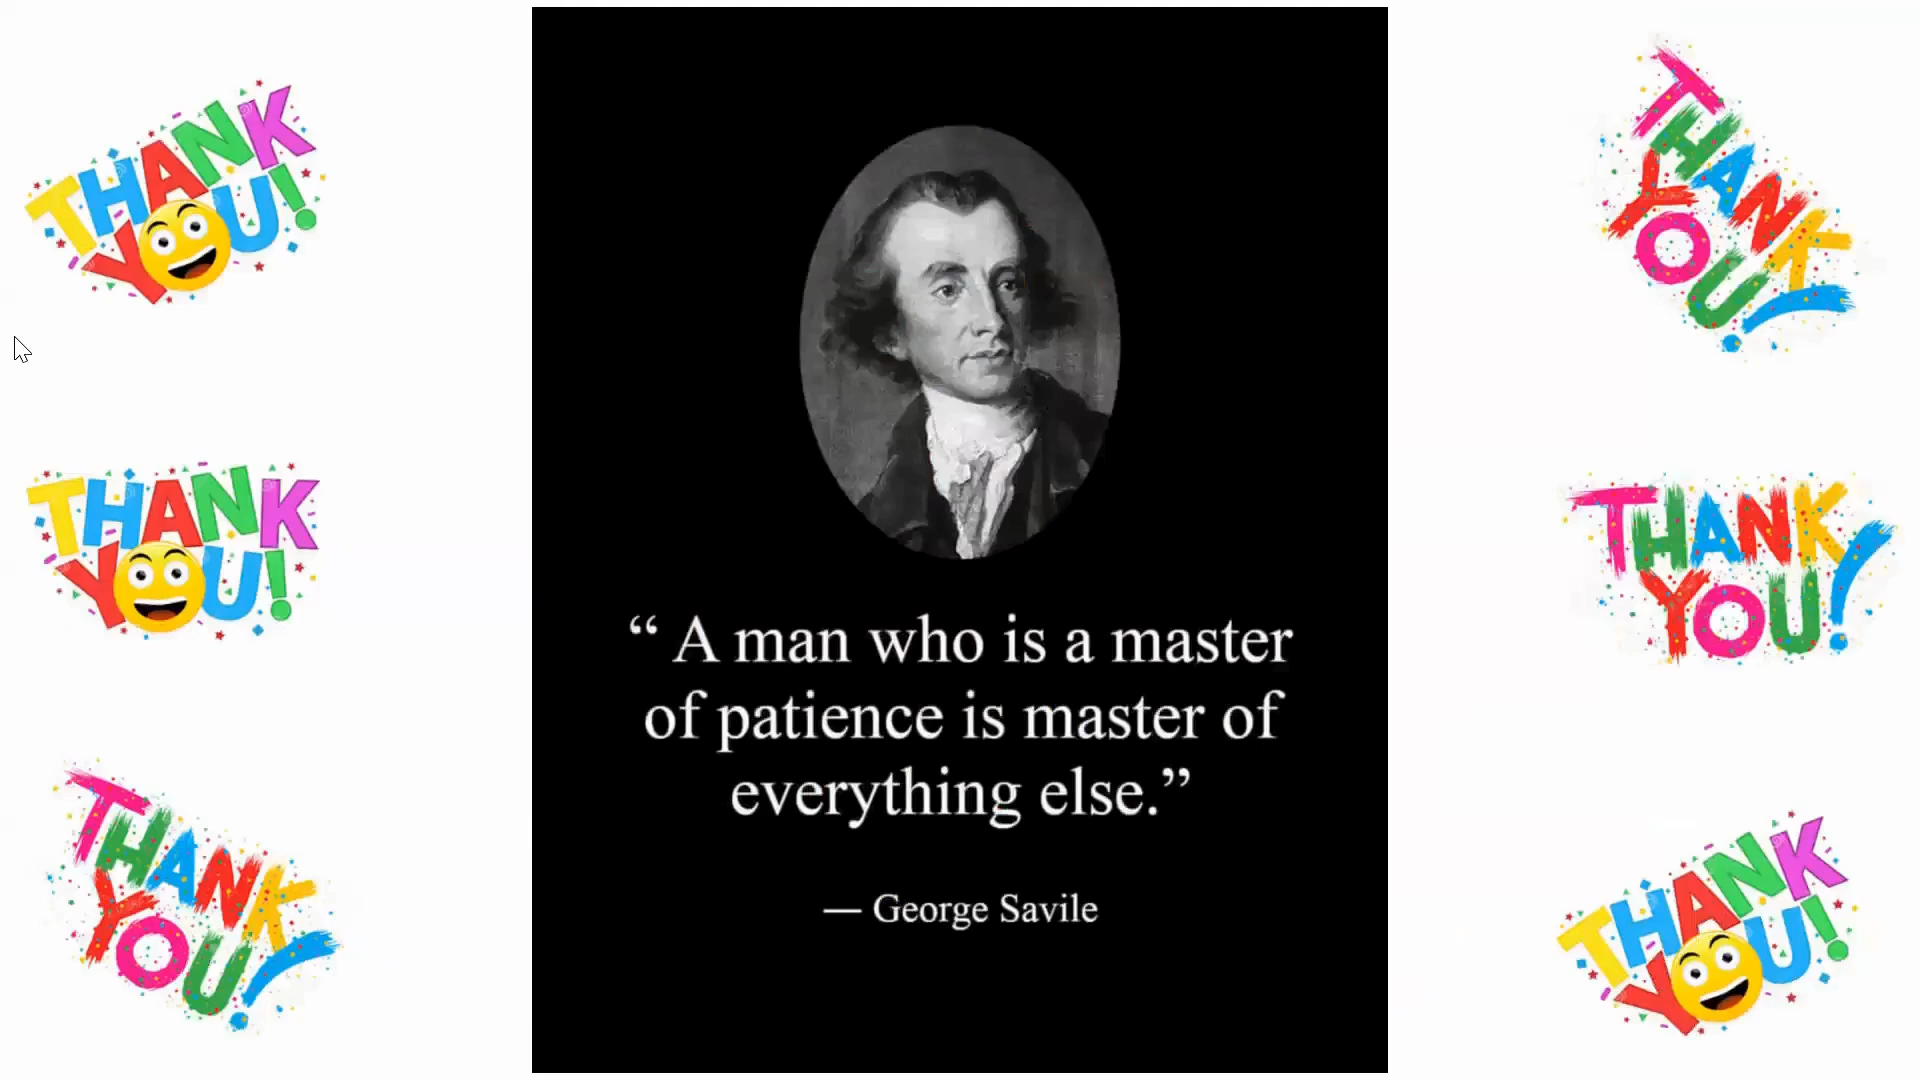 THANK
YOU!
THANK
YOU!
THANK
YOU!
“ A man who is a master
of patience is master of
everything else.”
— George Savile
THANK
YOU!
THANK
YOU!
THANK
YOU!